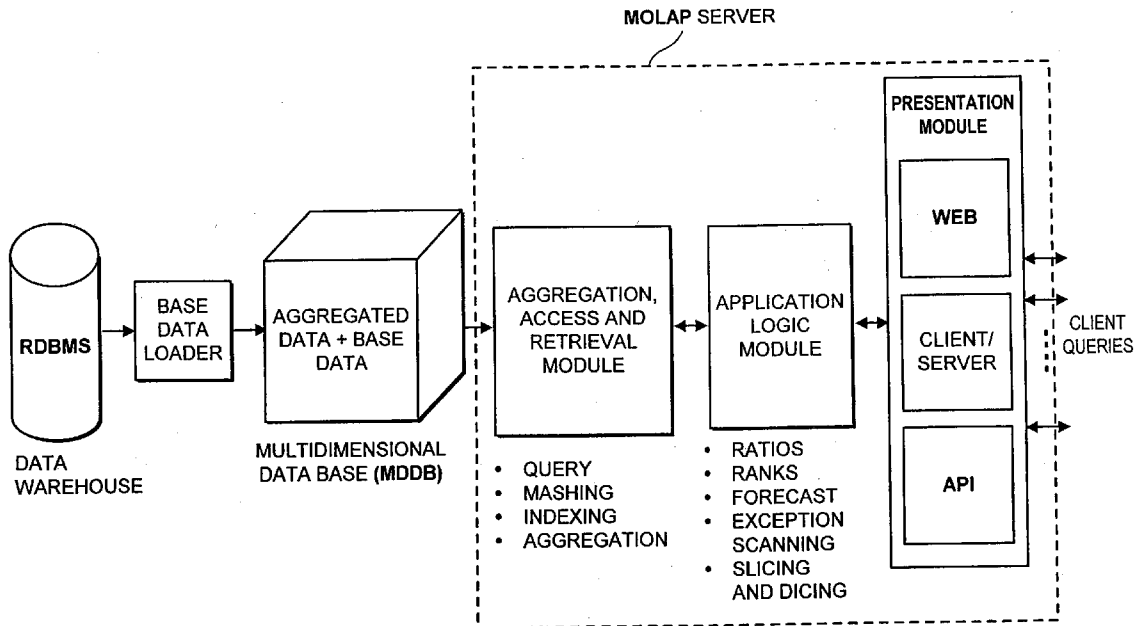 MOLAP SERVER
PRESENTATION
MODULE
WEB
CLIENT/
SERVER
API
CLIENT
QUERIES
RDBMS
DATA
WAREHOUSE
BASE
DATA
LOADER
AGGREGATED
DATA + BASE
DATA
MULTIDIMENSIONAL
DATA BASE (MDDB)
AGGREGATION,
ACCESS AND
RETRIEVAL
MODULE
• QUERY
• MASHING
• INDEXING
• AGGREGATION
APPLICATION
LOGIC
MODULE
• RATIOS
• RANKS
• FORECAST
• EXCEPTION
SCANNING
• SLICING
AND DICING